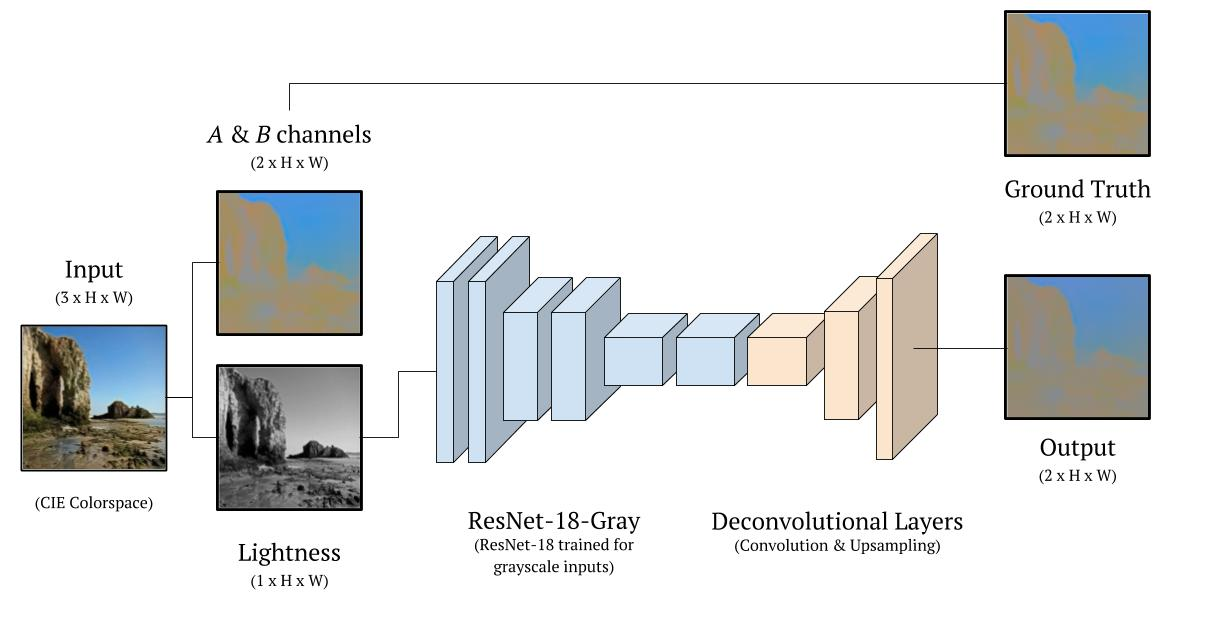 A & B channels
(2 x H x W)
Ground Truth
(2 x H x W)
Input
(3 x H x W)
(CIE Colorspace)
Lightness
(1 x H x W)
ResNet-18-Gray
(ResNet-18 trained for
grayscale inputs)
Deconvolutional Layers
(Convolution & Upsampling)
Output
(2 x H x W)